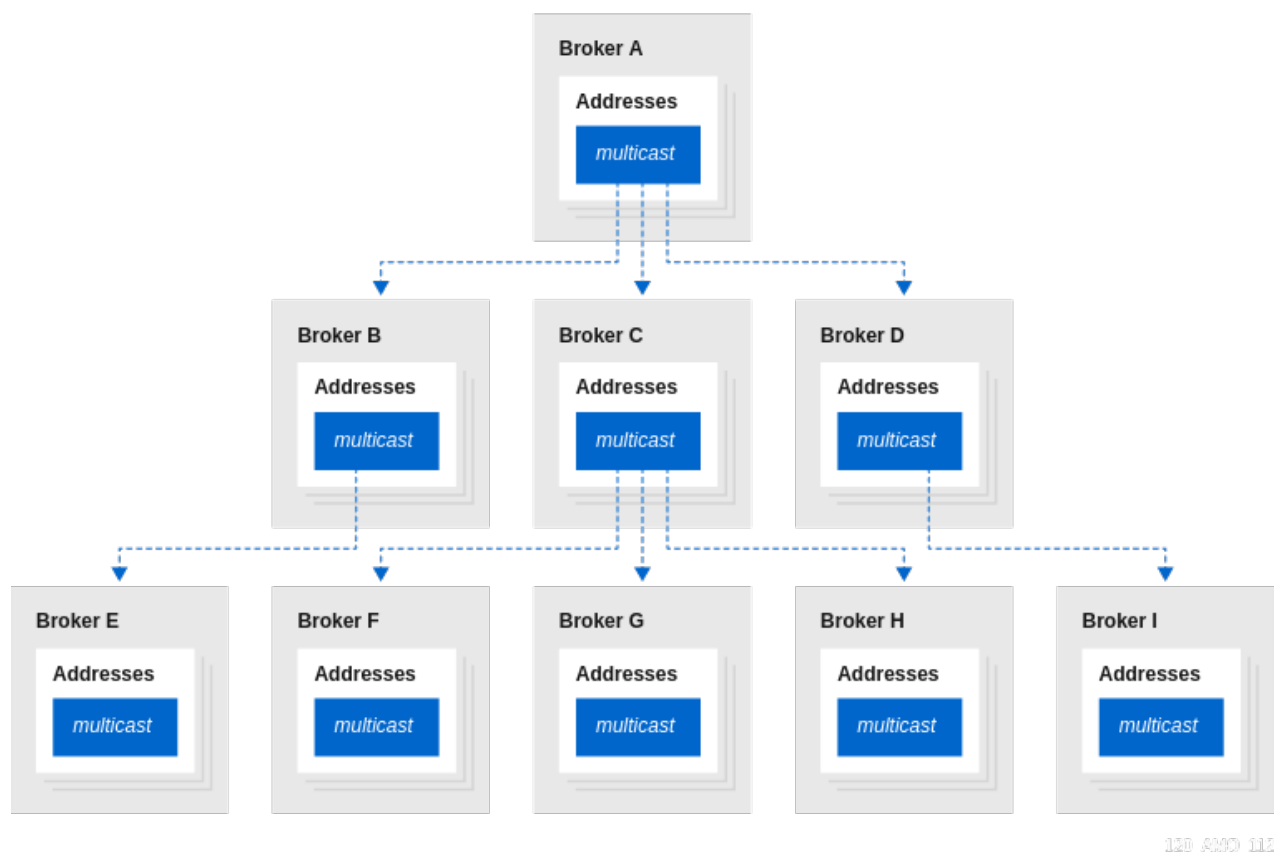 Broker A
Addresses
multicast
Broker B
Addresses
multicast
Broker C
Addresses
multicast
Broker D
Addresses
multicast
Broker E
Addresses
multicast
Broker F
Addresses
multicast
Broker G
Addresses
multicast
Broker H
Addresses
multicast
Broker I
Addresses
multicast